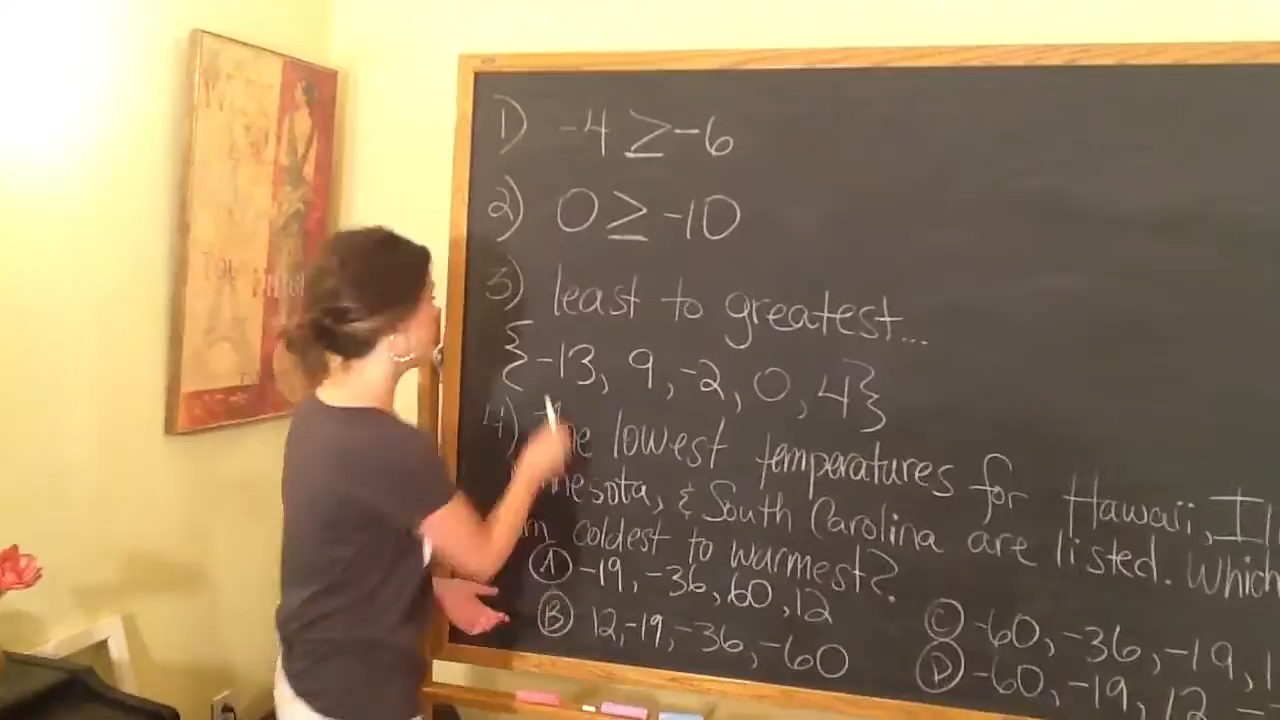 1) -4 ≥ -6
2) 0 ≥ -10
3) least to greatest...
{-13, 9, -2, 0, 4}
4) The lowest temperatures for Hawaii,
& South Carolina are listed. Which
coldest to warmest?
A -19, -36, 60, 12
B 12, -19, -36, -60
C -60, -36, -19,
D -60, -19, 12